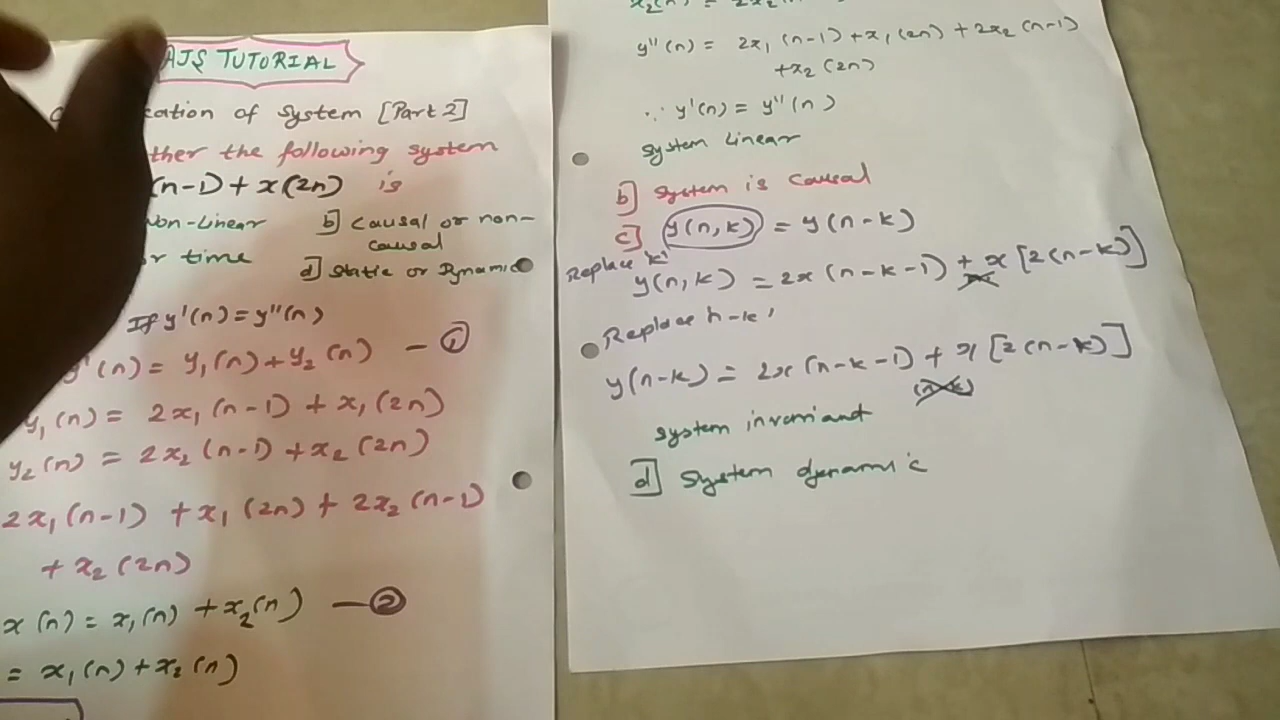 AJS TUTORIAL
cation of System [Part 2]
ther the following system
(n-1) + x(2n) is
Non-Linear b] Causal or non-
causal
r time d] Static or Dynamic
If y'(n) = y"(n)
y'(n) = y₁(n) + y₂(n) — ①
y₁(n) = 2x₁(n-1) + x₁(2n)
y₂(n) = 2x₂(n-1) + x₂(2n)
2x₁(n-1) + x₁(2n) + 2x₂(n-1)
+ x₂(2n)
x(n) = x₁(n) + x₂(n) — ②
= x₁(n) + x₂(n)
y"(n) = 2x₁(n-1) + x₁(2n) + 2x₂(n-1)
+ x₂(2n)
∴ y'(n) = y"(n)
System Linear
b] System is Causal
c] y(n,k) = y(n-k)
Replace 'k'
y(n,k) = 2x(n-k-1) + x[2(n-k)]
Replace n-k'
y(n-k) = 2x(n-k-1) + x[2(n-k)]
System invariant
d] System dynamic